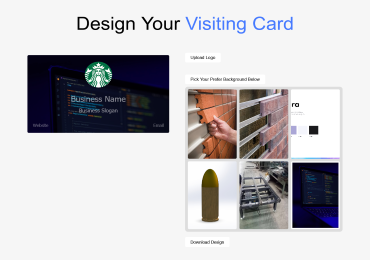 Design Your Visiting Card
Upload Logo
Business Name
Business Slogan
Website
Email
Pick Your Prefer Background Below
ra
Download Design